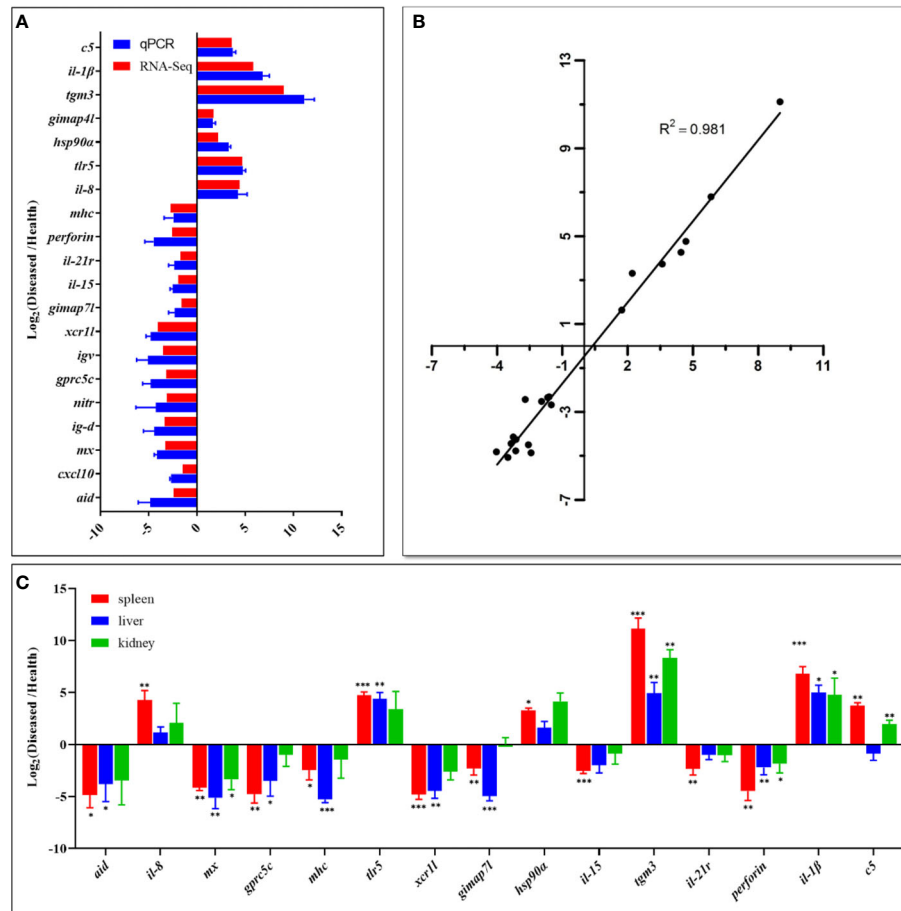 A
qPCR
RNA-Seq
Log2(Diseased /Health)
c5
il-1β
tgm3
gimap4l
hsp90α
tlr5
il-8
mhc
perforin
il-21r
il-15
gimap7l
xcr1l
igv
gprc5c
nitr
ig-d
mx
cxcl10
aid
-10 -5 0 5 10 15
B
R² = 0.981
13
9
5
1
-3
-7
-7 -4 -1 2 5 8 11
C
spleen
liver
kidney
Log2(Diseased /Health)
15
10
5
0
-5
-10
*** ** *** ** * *** ** *** * * ** **
* * ** ** * ** * * *** *** ** ** *** *** ** ** ** *
aid il-8 mx gprc5c mhc tlr5 xcr1l gimap7l hsp90α il-15 tgm3 il-21r perforin il-1β c5